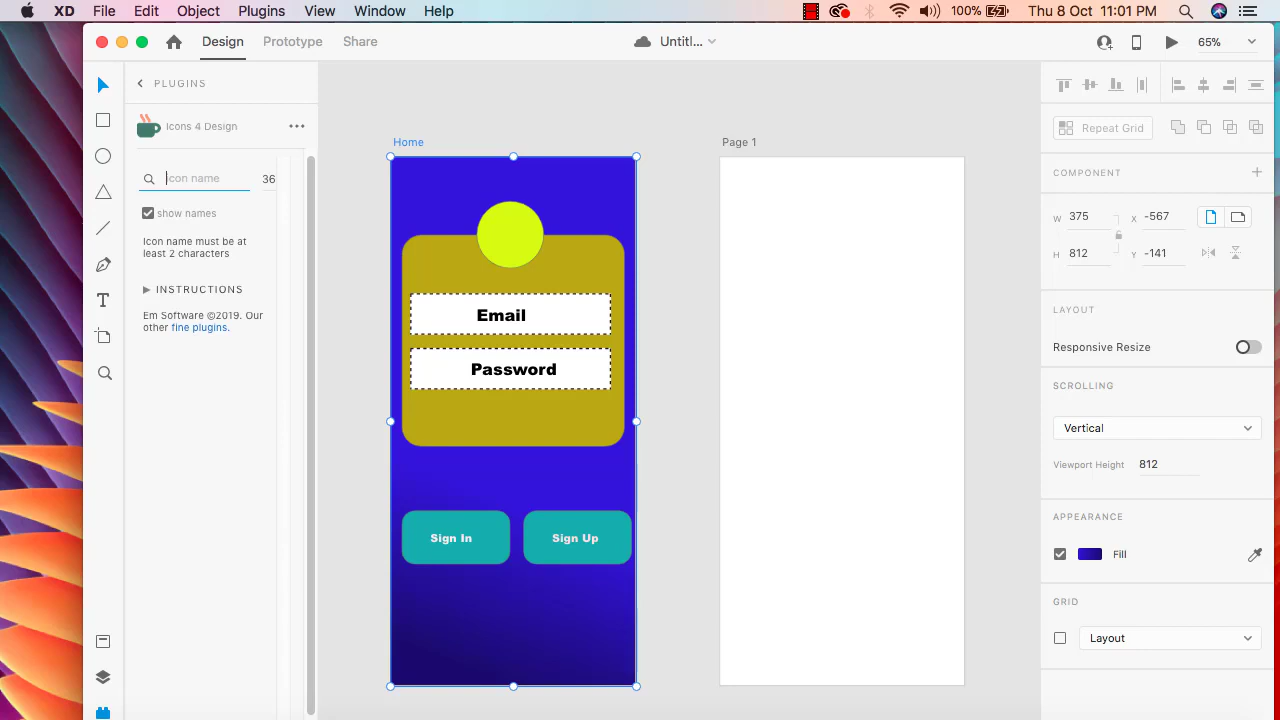 XD File Edit Object Plugins View Window Help 100% Thu 8 Oct 11:01 PM
Design Prototype Share Untitl... 65%
PLUGINS
Icons 4 Design
Icon name 36
show names
Icon name must be at
least 2 characters
INSTRUCTIONS
Em Software ©2019. Our
other fine plugins.
Home
Email
Password
Sign In Sign Up
Page 1
Repeat Grid
COMPONENT
W 375 X -567
H 812 Y -141
LAYOUT
Responsive Resize
SCROLLING
Vertical
Viewport Height 812
APPEARANCE
Fill
GRID
Layout